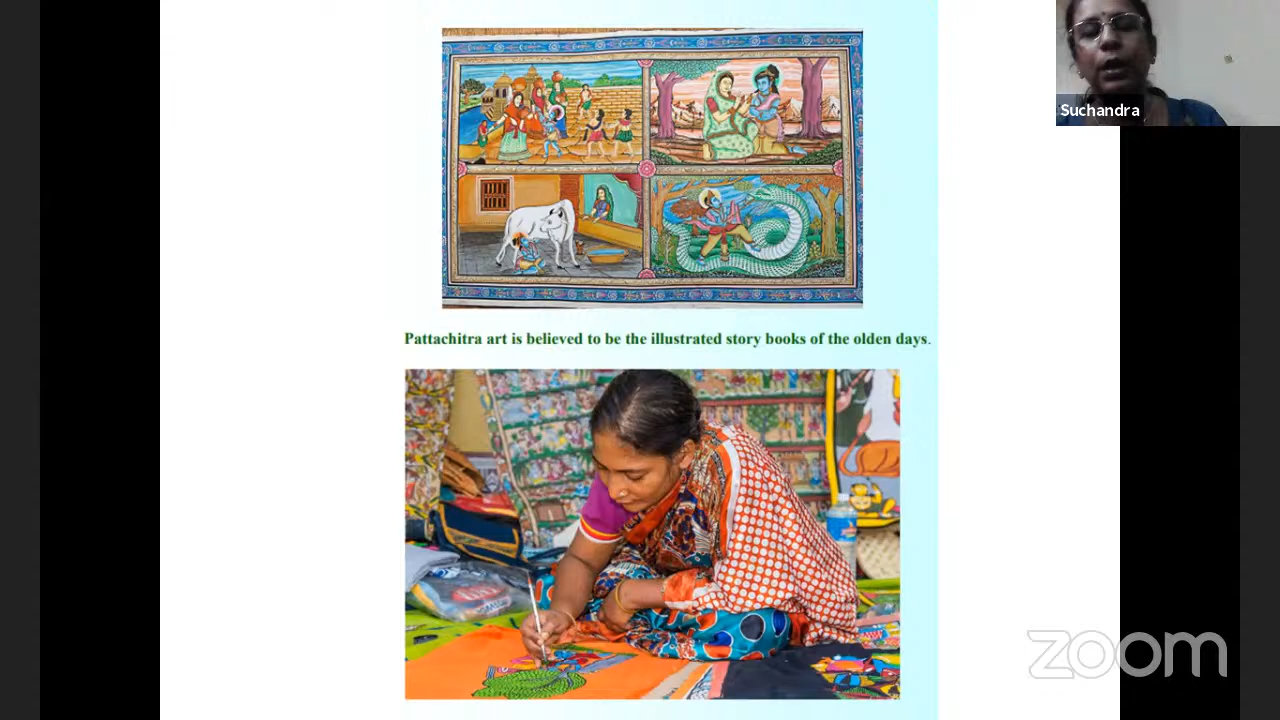 Suchandra
Pattachitra art is believed to be the illustrated story books of the olden days.
zoom